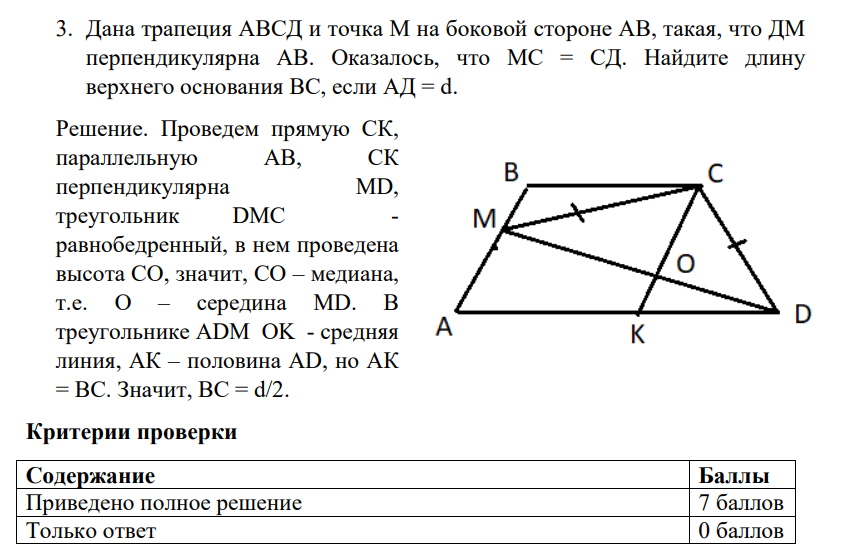 3. Дана трапеция АВСД и точка М на боковой стороне АВ, такая, что ДМ
перпендикулярна АВ. Оказалось, что МС = СД. Найдите длину
верхнего основания ВС, если АД = d.
Решение. Проведем прямую СК,
параллельную АВ, СК
перпендикулярна MD,
треугольник DMC -
равнобедренный, в нем проведена
высота СО, значит, СО – медиана,
т.е. О – середина MD. В
треугольнике ADM OK - средняя
линия, АК – половина AD, но АК
= ВС. Значит, ВС = d/2.
B
C
M
O
A
K
D
Критерии проверки
Содержание Баллы
Приведено полное решение 7 баллов
Только ответ 0 баллов